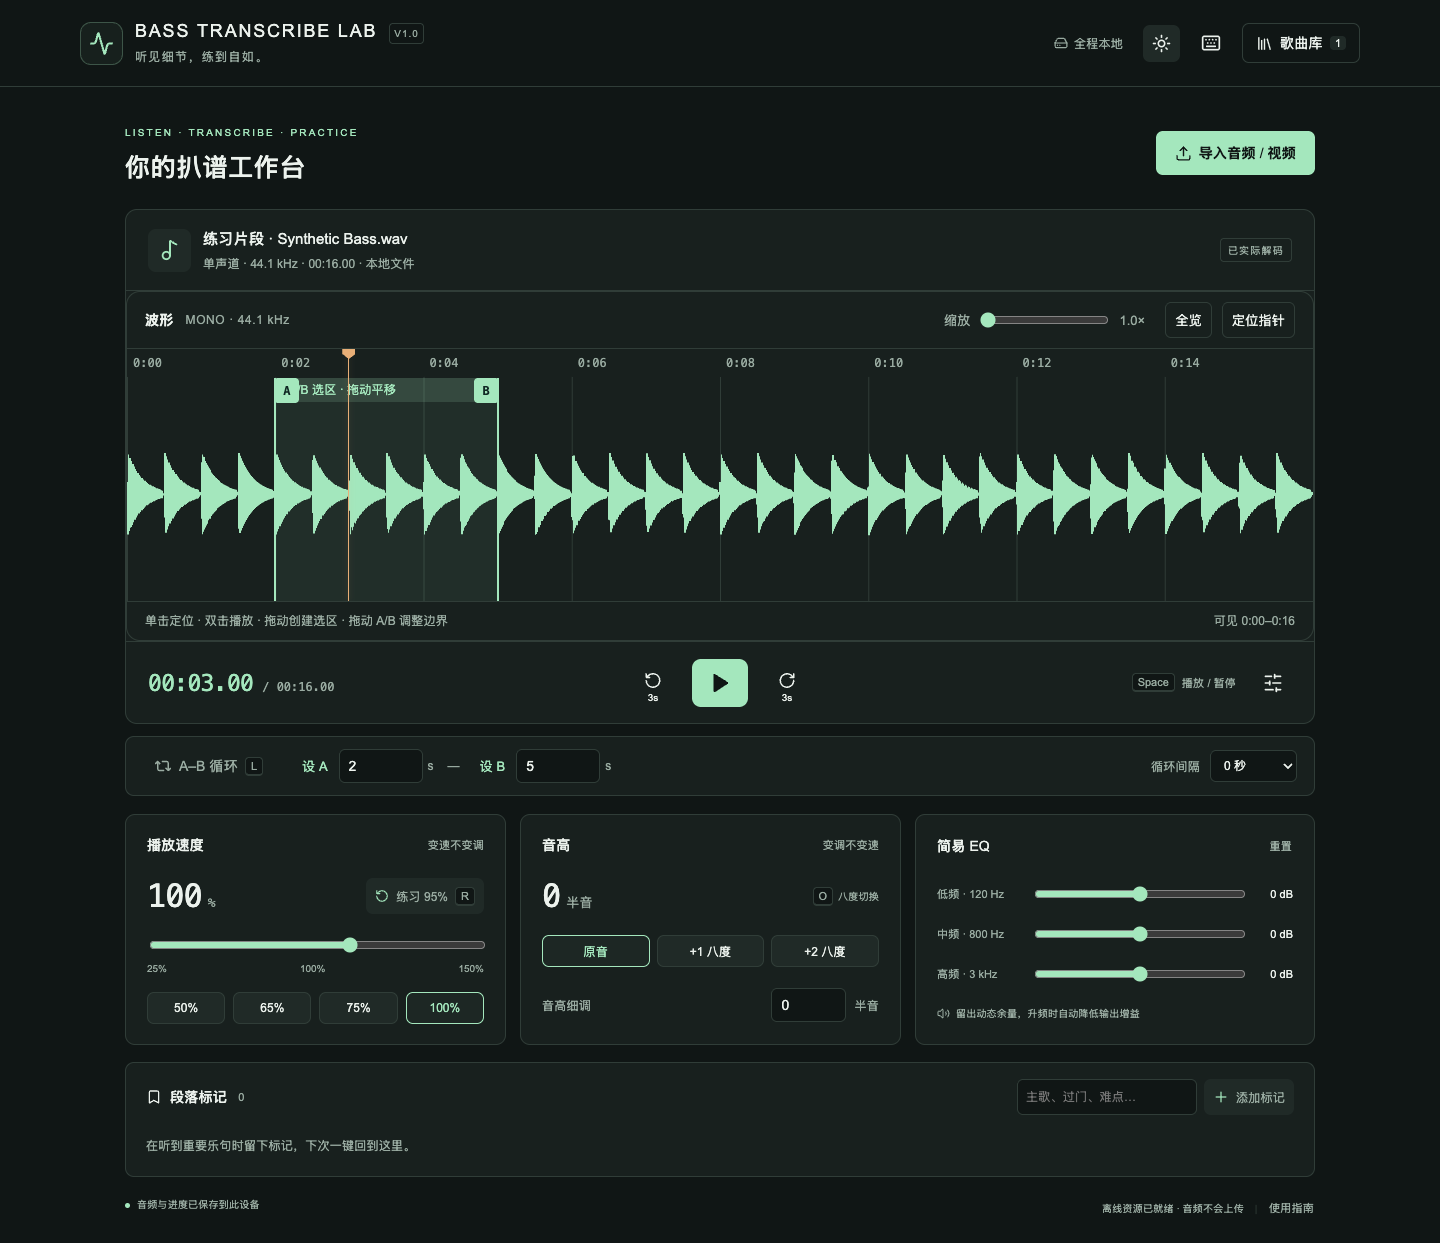 BASS TRANSCRIBE LAB V1.0
听见细节，练到自如。
全程本地
歌曲库 1
LISTEN · TRANSCRIBE · PRACTICE
你的扒谱工作台
导入音频 / 视频
练习片段 · Synthetic Bass.wav
单声道 · 44.1 kHz · 00:16.00 · 本地文件
已实际解码
波形 MONO · 44.1 kHz
缩放 1.0× 全览 定位指针
0:00 0:02 0:04 0:06 0:08 0:10 0:12 0:14
A /B 选区 · 拖动平移 B
单击定位 · 双击播放 · 拖动创建选区 · 拖动 A/B 调整边界
可见 0:00–0:16
00:03.00 / 00:16.00
3s 3s
Space 播放 / 暂停
A–B 循环 L 设 A 2 s — 设 B 5 s
循环间隔 0 秒
播放速度 变速不变调
100 % 练习 95% R
25% 100% 150%
50% 65% 75% 100%
音高 变调不变速
0 半音 O 八度切换
原音 +1 八度 +2 八度
音高细调 0 半音
简易 EQ 重置
低频 · 120 Hz 0 dB
中频 · 800 Hz 0 dB
高频 · 3 kHz 0 dB
留出动态余量，升频时自动降低输出增益
段落标记 0
主歌、过门、难点… 添加标记
在听到重要乐句时留下标记，下次一键回到这里。
音频与进度已保存到此设备
离线资源已就绪 · 音频不会上传 | 使用指南